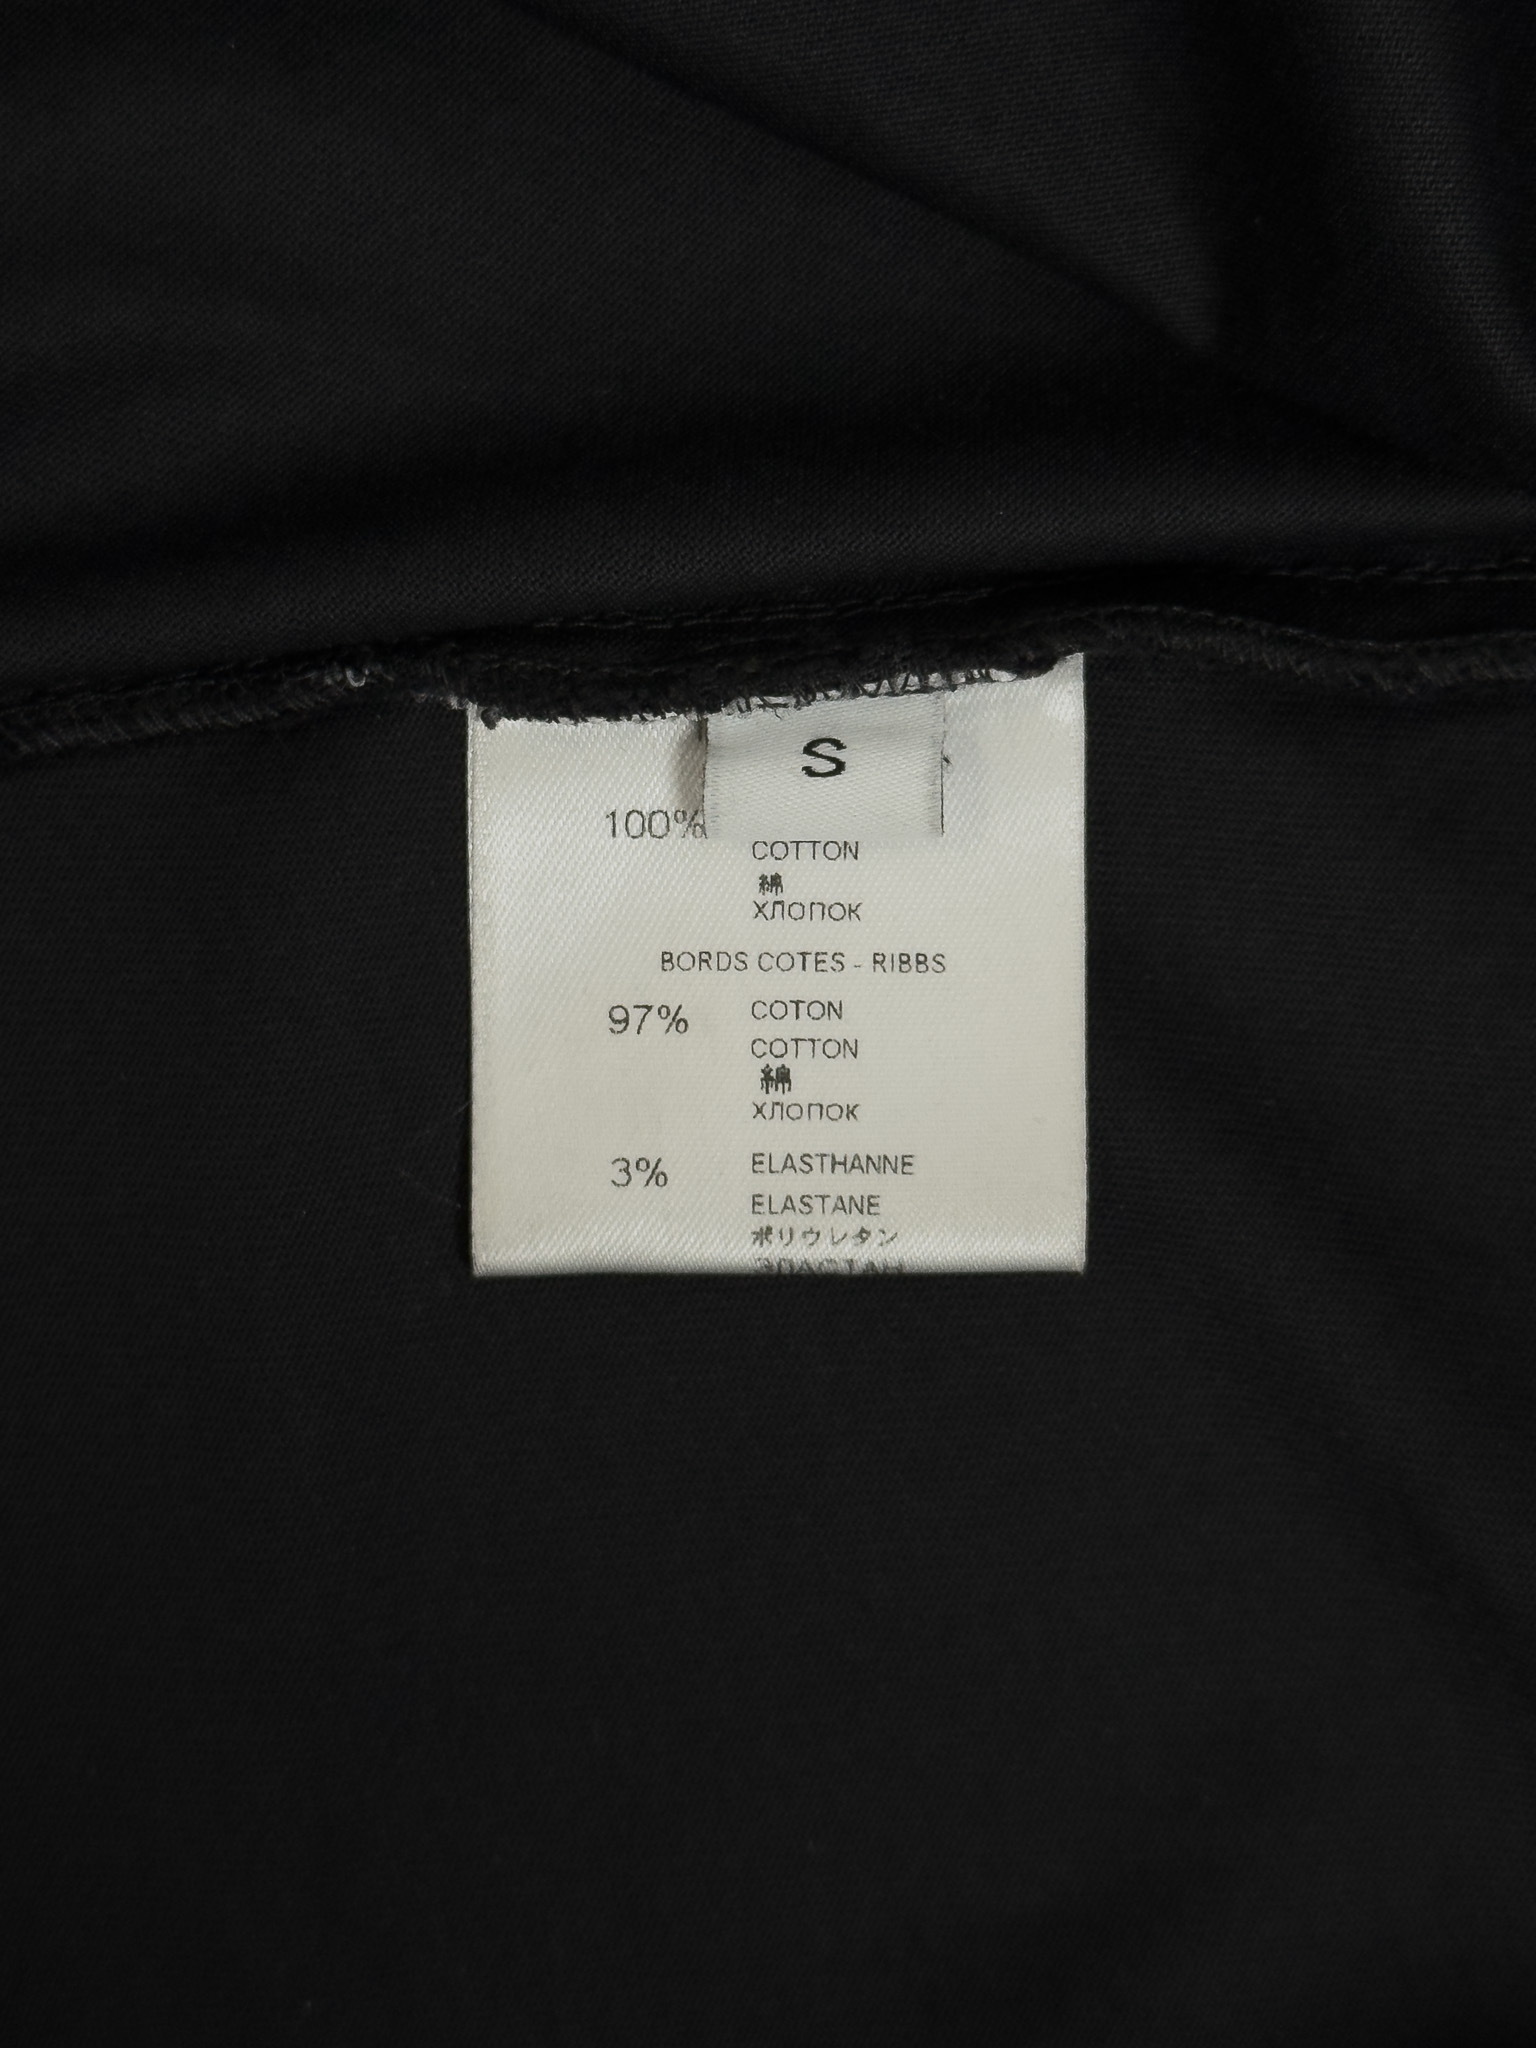 S
100%
COTTON
綿
ХЛОПОК
BORDS COTES - RIBBS
97% COTON
COTTON
綿
ХЛОПОК
3% ELASTHANNE
ELASTANE
ポリウレタン
ЭЛАСТАН